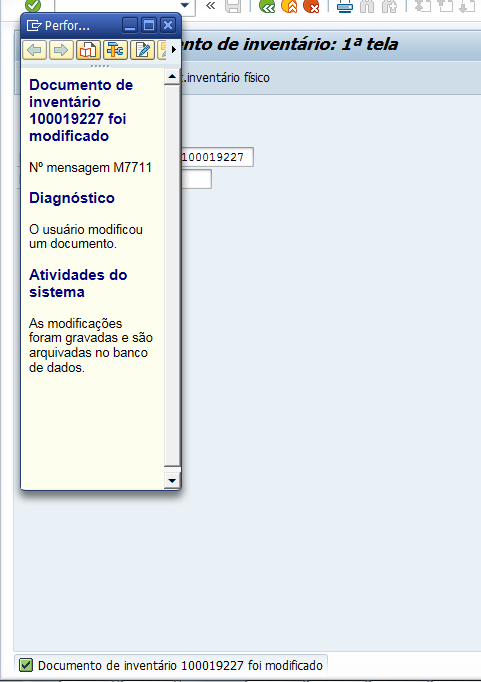 Perfor...
ento de inventário: 1ª tela
Documento de
inventário
100019227 foi
modificado
.inventário físico
Nº mensagem M7711
100019227
Diagnóstico
O usuário modificou
um documento.
Atividades do
sistema
As modificações
foram gravadas e são
arquivadas no banco
de dados.
Documento de inventário 100019227 foi modificado